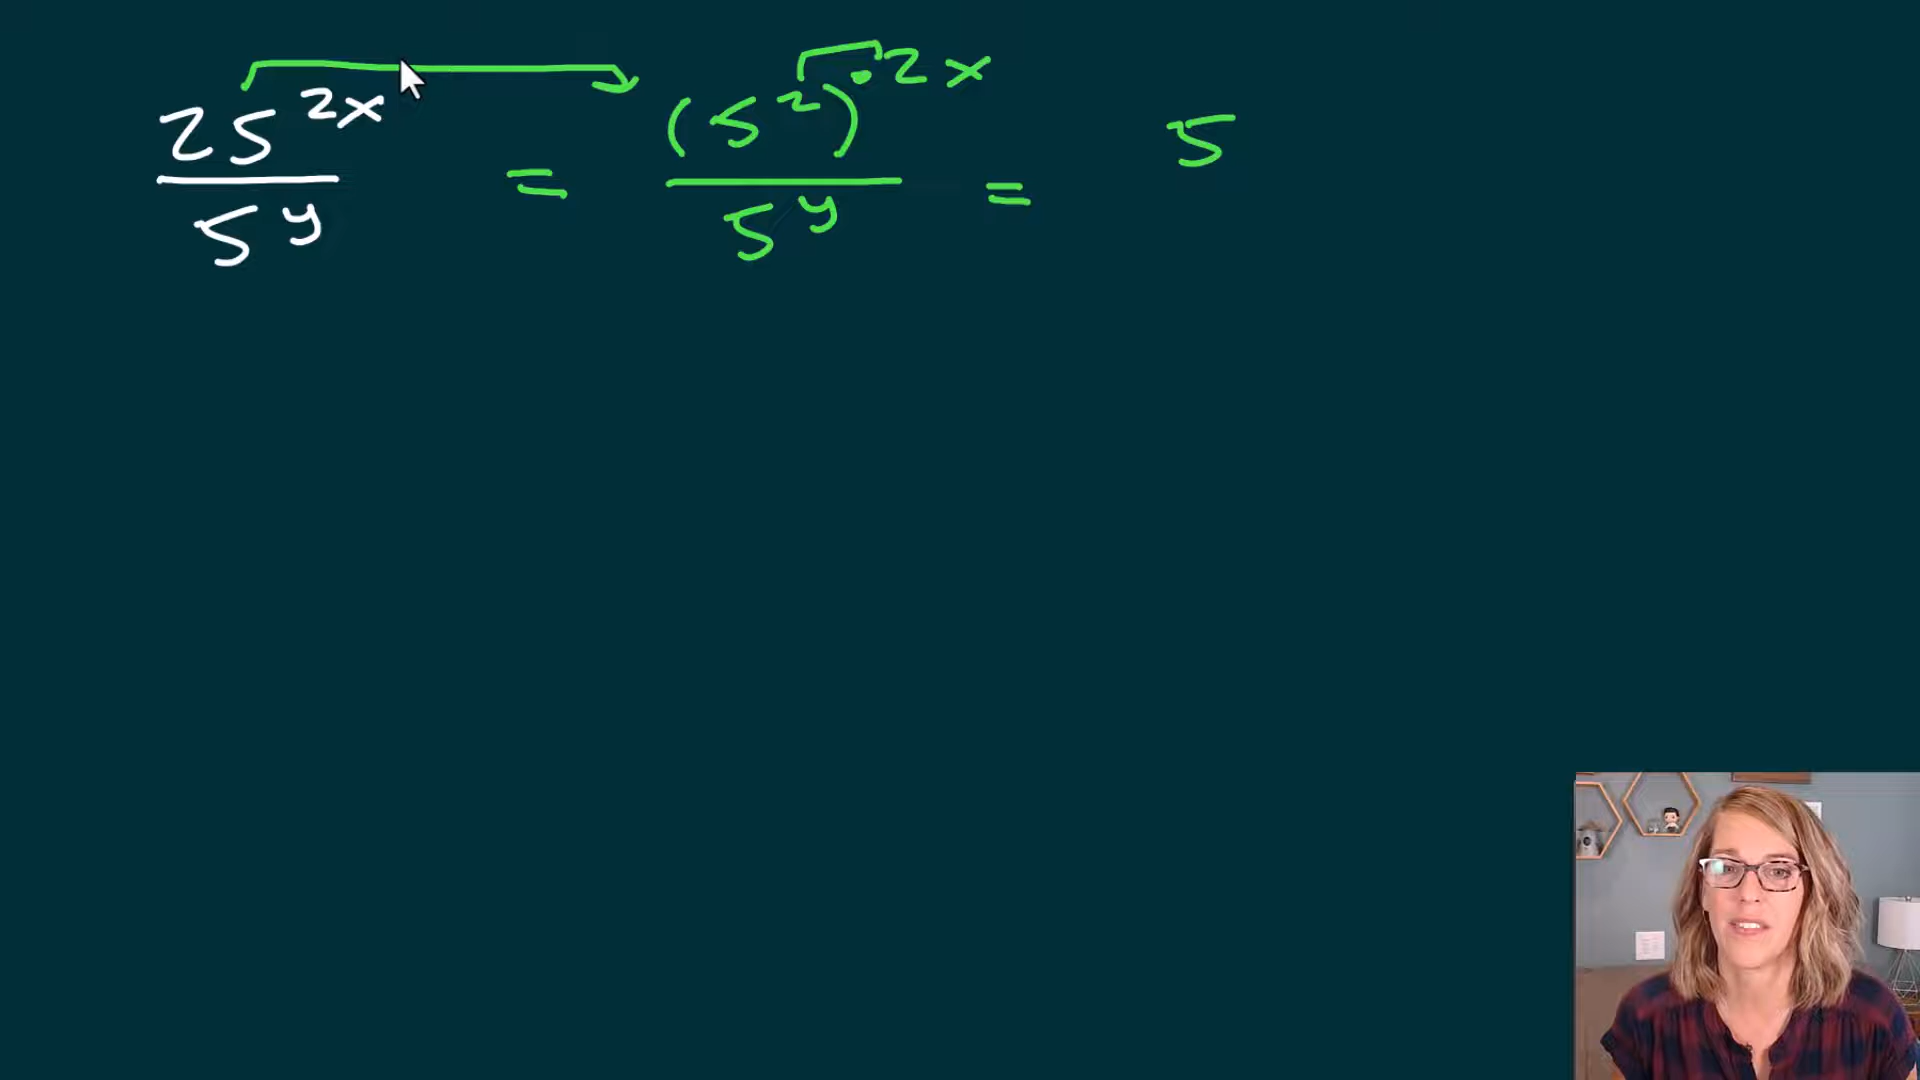 25^{2x} / 5^y = (5^2)^{·2x} / 5^y = 5